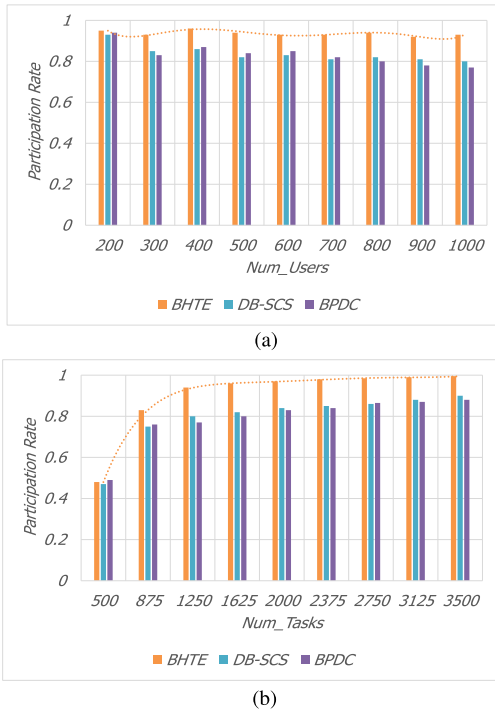 1
0.8
0.6
0.4
0.2
0
Participation Rate
200 300 400 500 600 700 800 900 1000
Num_Users
BHTE DB-SCS BPDC
(a)
1
0.8
0.6
0.4
0.2
0
Participation Rate
500 875 1250 1625 2000 2375 2750 3125 3500
Num_Tasks
BHTE DB-SCS BPDC
(b)